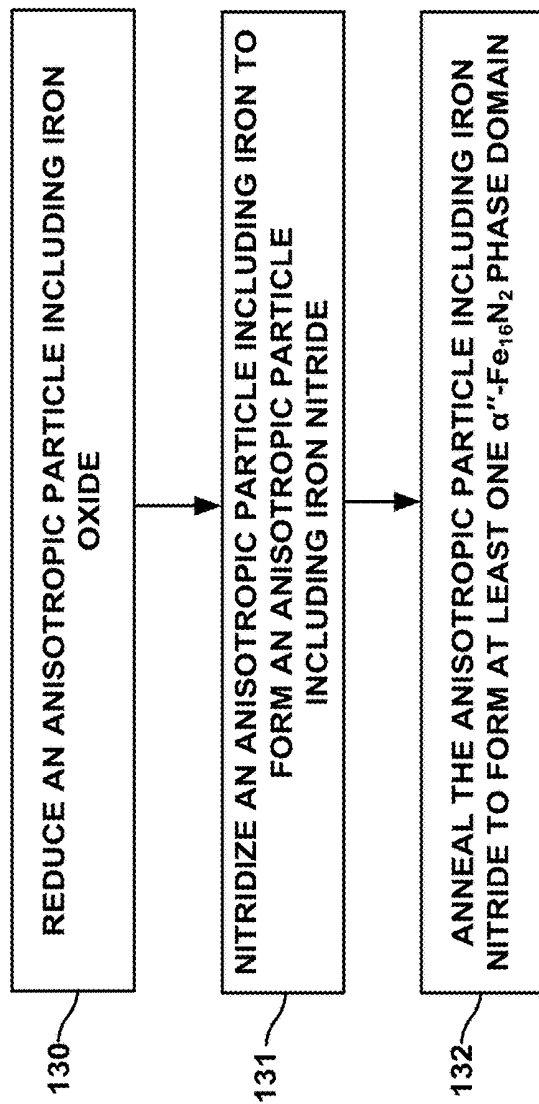 REDUCE AN ANISOTROPIC PARTICLE INCLUDING IRON
OXIDE
130
NITRIDIZE AN ANISOTROPIC PARTICLE INCLUDING IRON TO
FORM AN ANISOTROPIC PARTICLE
INCLUDING IRON NITRIDE
131
ANNEAL THE ANISOTROPIC PARTICLE INCLUDING IRON
NITRIDE TO FORM AT LEAST ONE α″-Fe₁₆N₂ PHASE DOMAIN
132